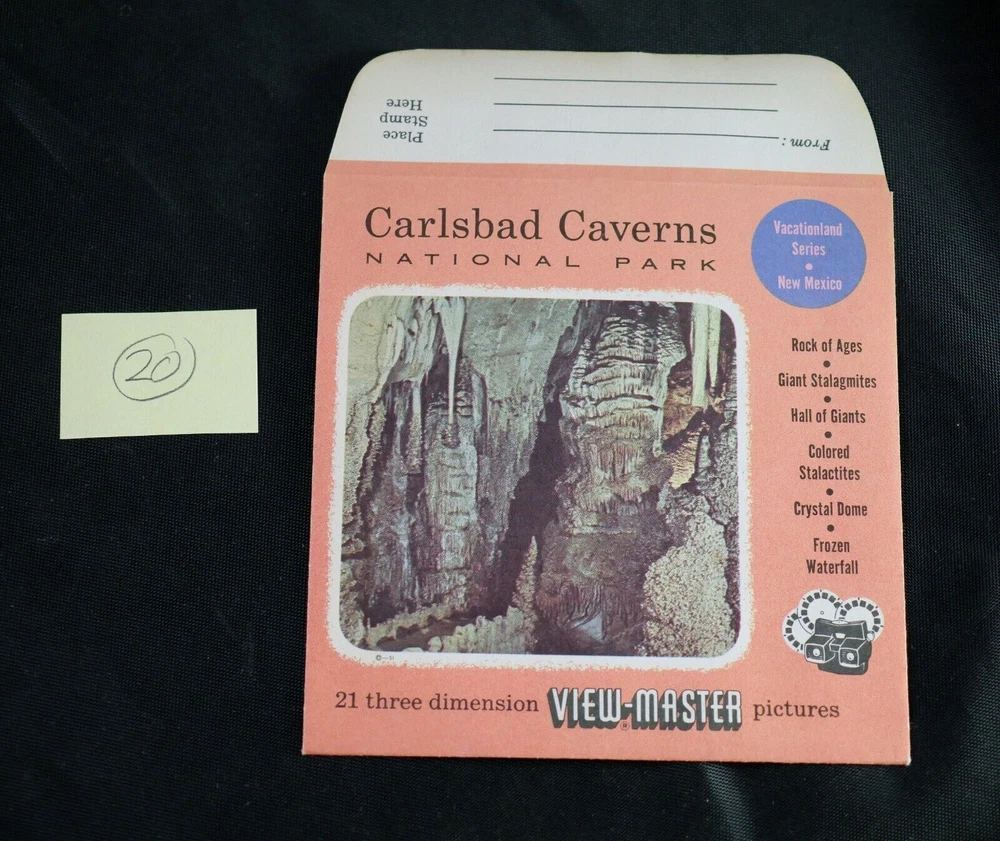 From:
Place
Stamp
Here
Carlsbad Caverns
NATIONAL PARK
Vacationland
Series
•
New Mexico
20
Rock of Ages
•
Giant Stalagmites
•
Hall of Giants
•
Colored
Stalactites
•
Crystal Dome
•
Frozen
Waterfall
21 three dimension VIEW-MASTER® pictures